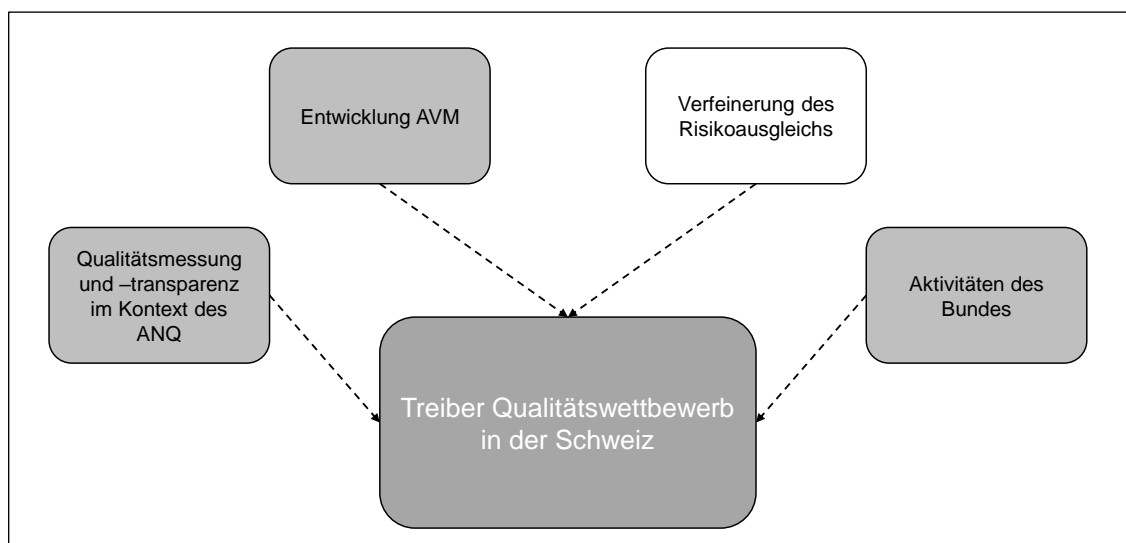 Entwicklung AVM
Verfeinerung des
Risikoausgleichs
Qualitätsmessung
und –transparenz
im Kontext des
ANQ
Aktivitäten des
Bundes
Treiber Qualitätswettbewerb
in der Schweiz